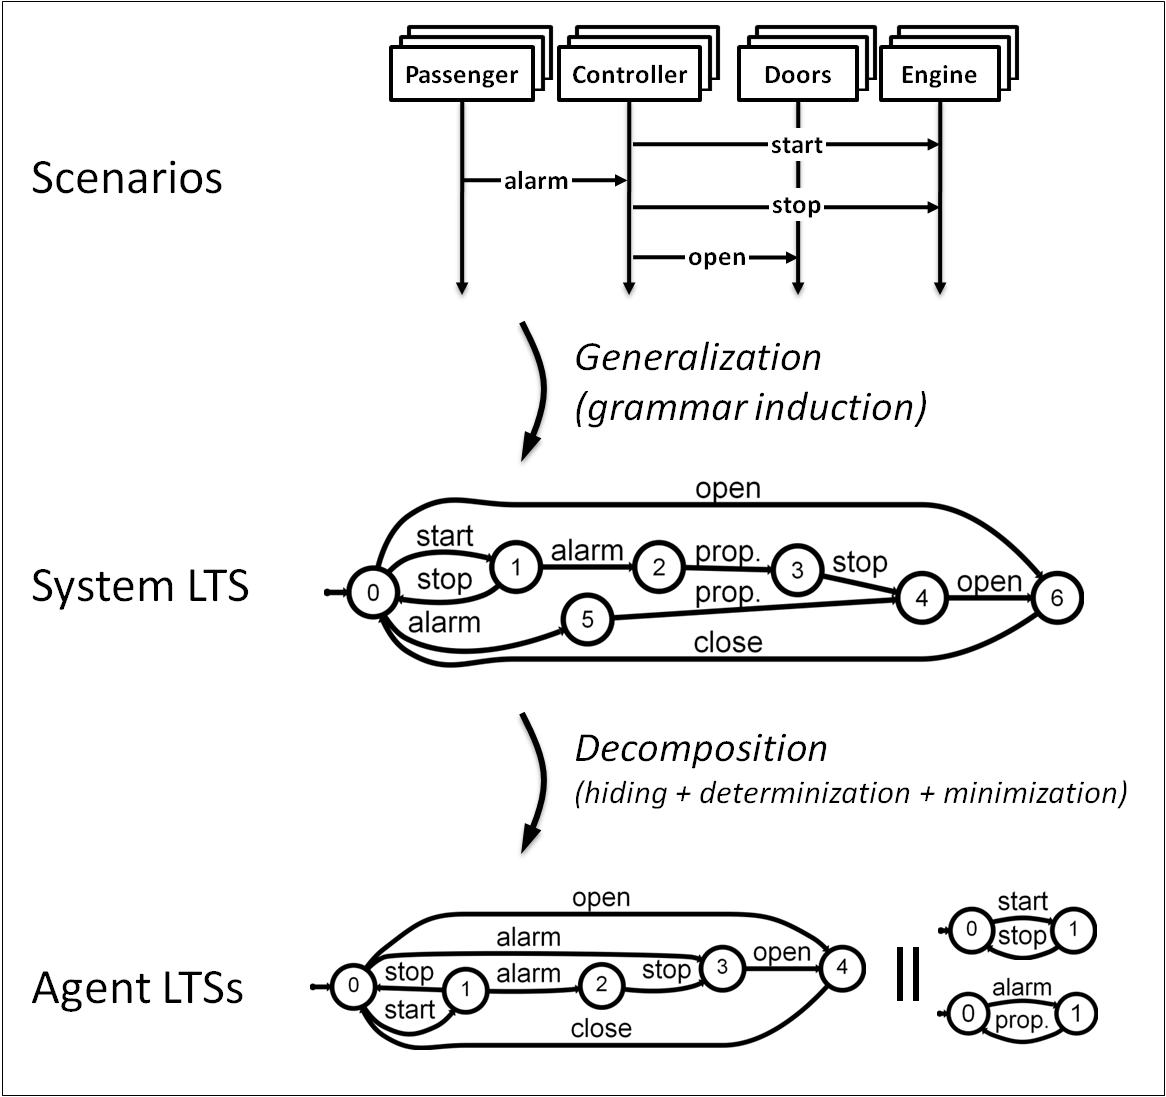 Passenger Controller Doors Engine
start
Scenarios
alarm
stop
open
Generalization
(grammar induction)
open
start
alarm
prop.
stop
0
stop
1
2
3
System LTS
open
prop.
4
6
alarm
5
close
Decomposition
(hiding + determinization + minimization)
open
start
0
stop
1
alarm
open
stop
alarm
stop
3
4
Agent LTSs
0
1
2
alarm
start
0
prop.
1
close